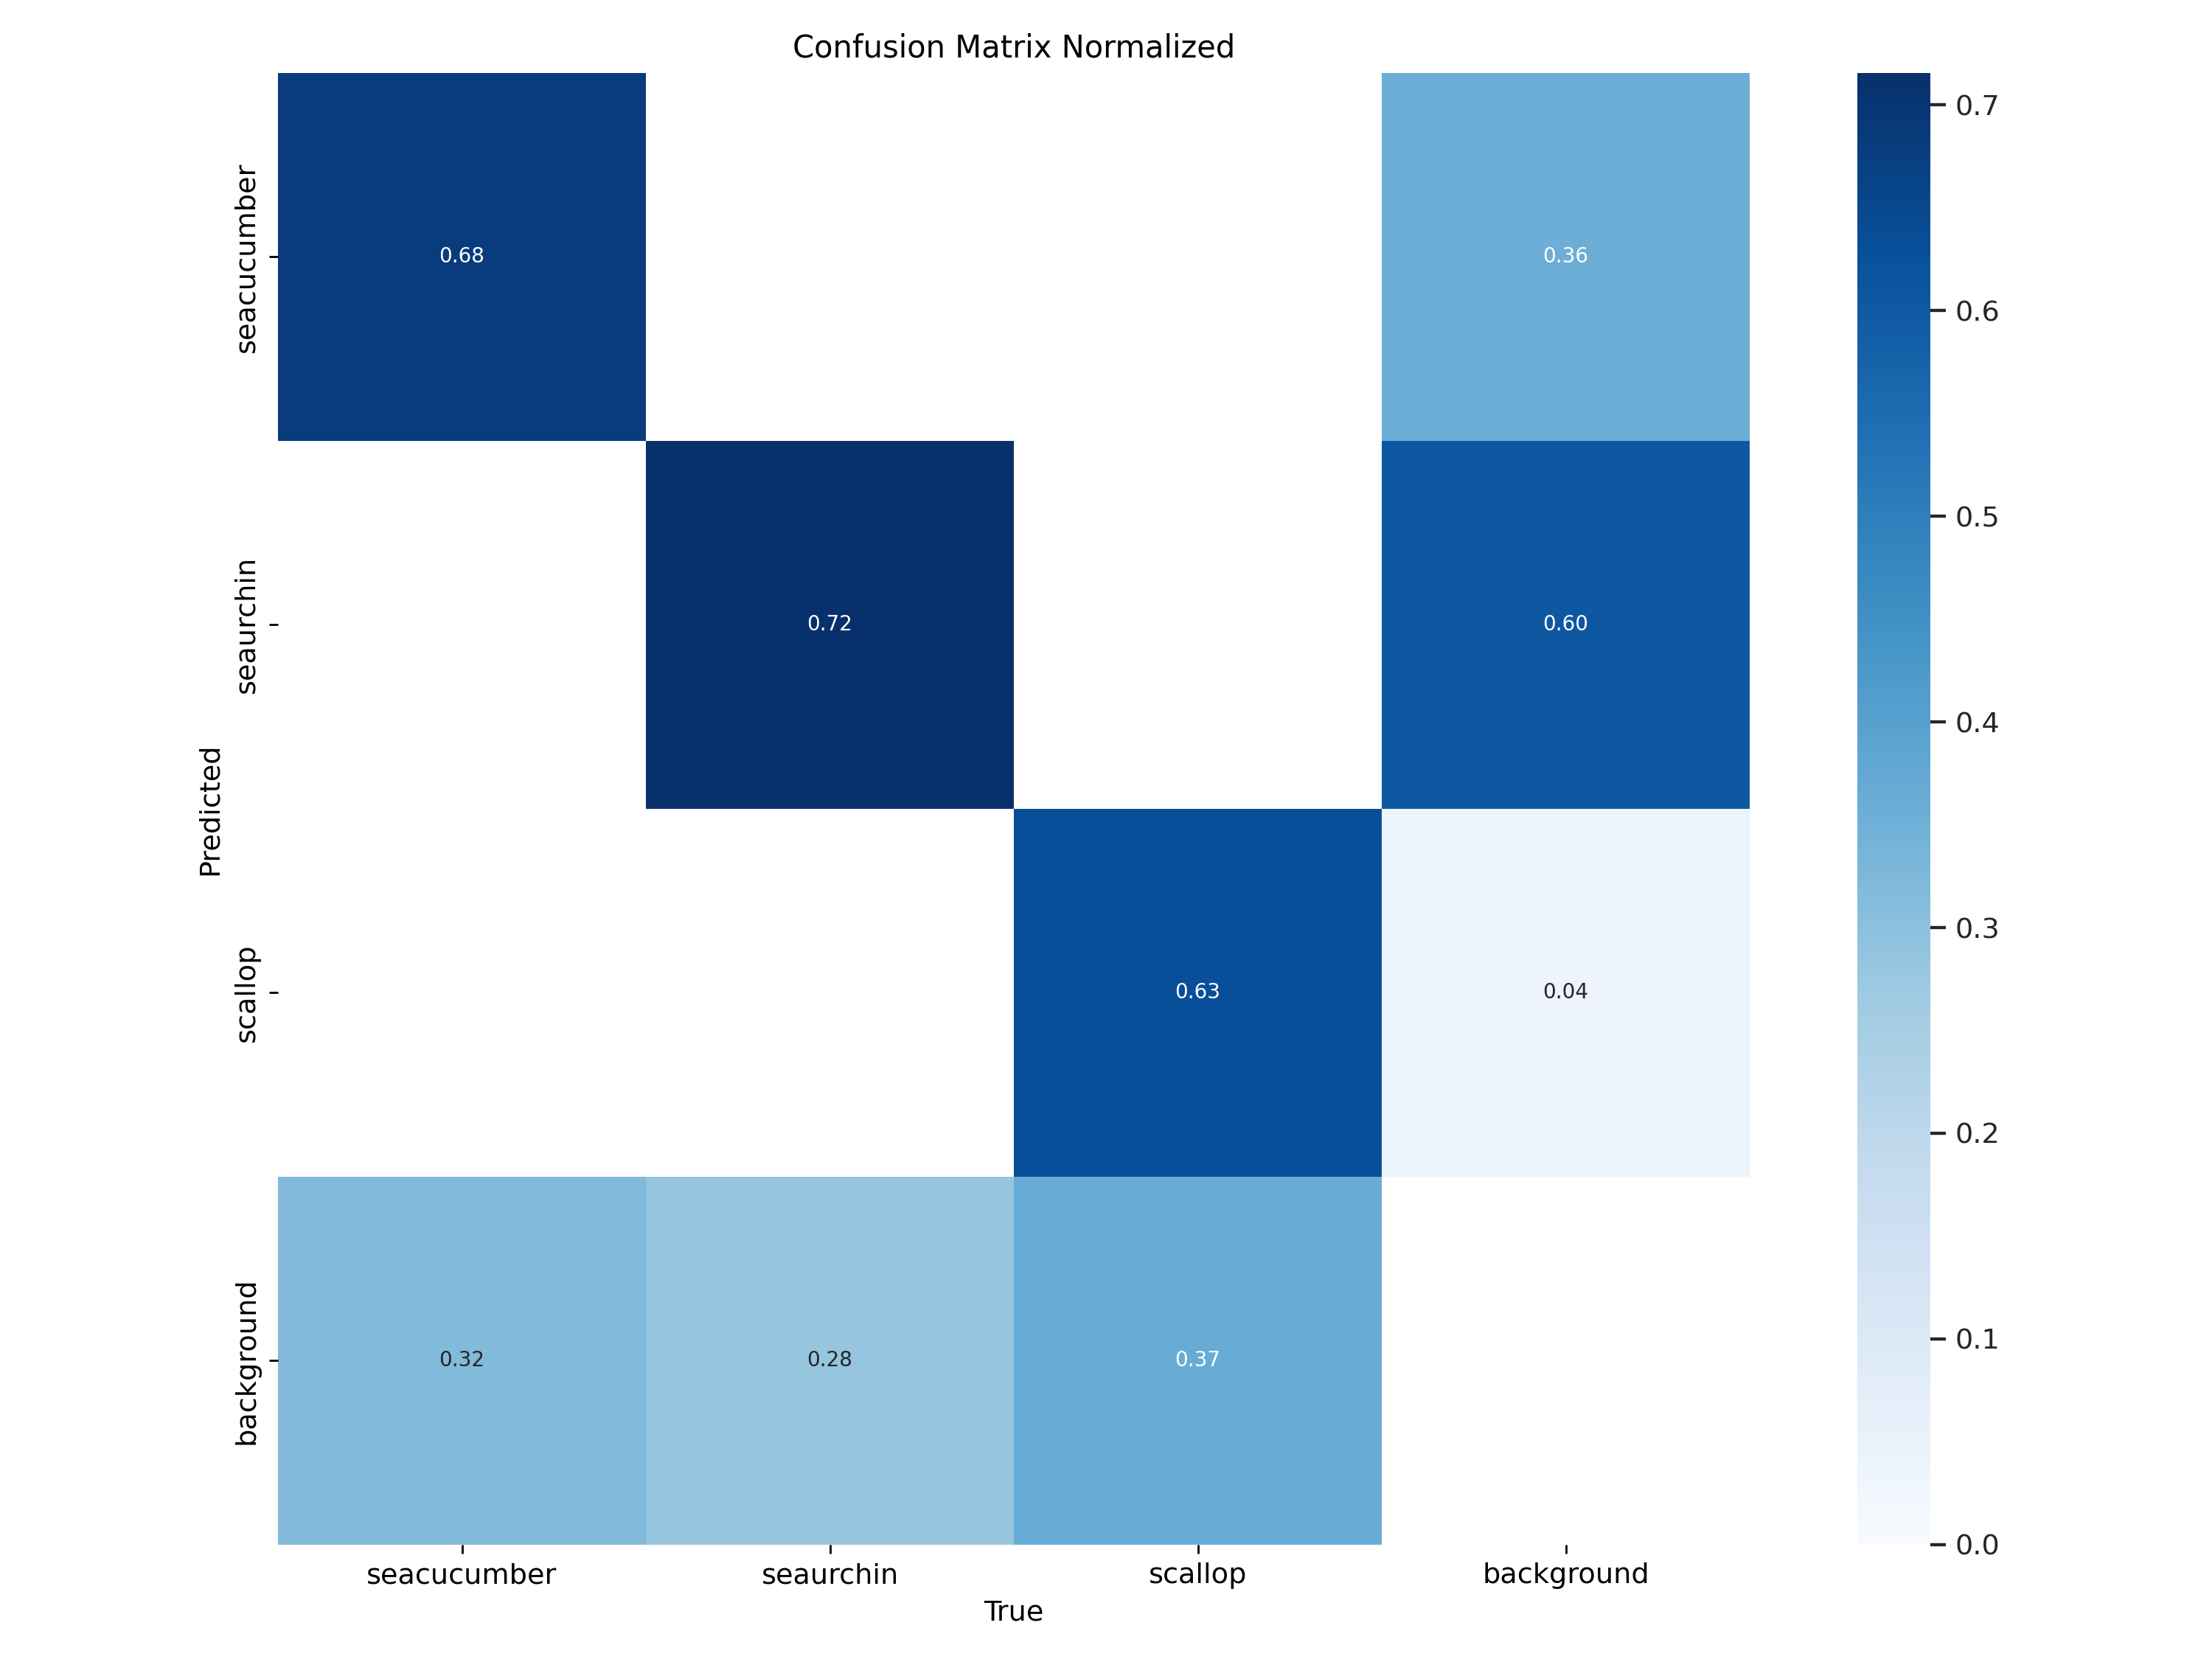 Confusion Matrix Normalized
seacucumber
seaurchin
scallop
background
Predicted
0.68
0.36
0.72
0.60
0.63
0.04
0.32
0.28
0.37
seacucumber
seaurchin
scallop
background
True
0.7
0.6
0.5
0.4
0.3
0.2
0.1
0.0